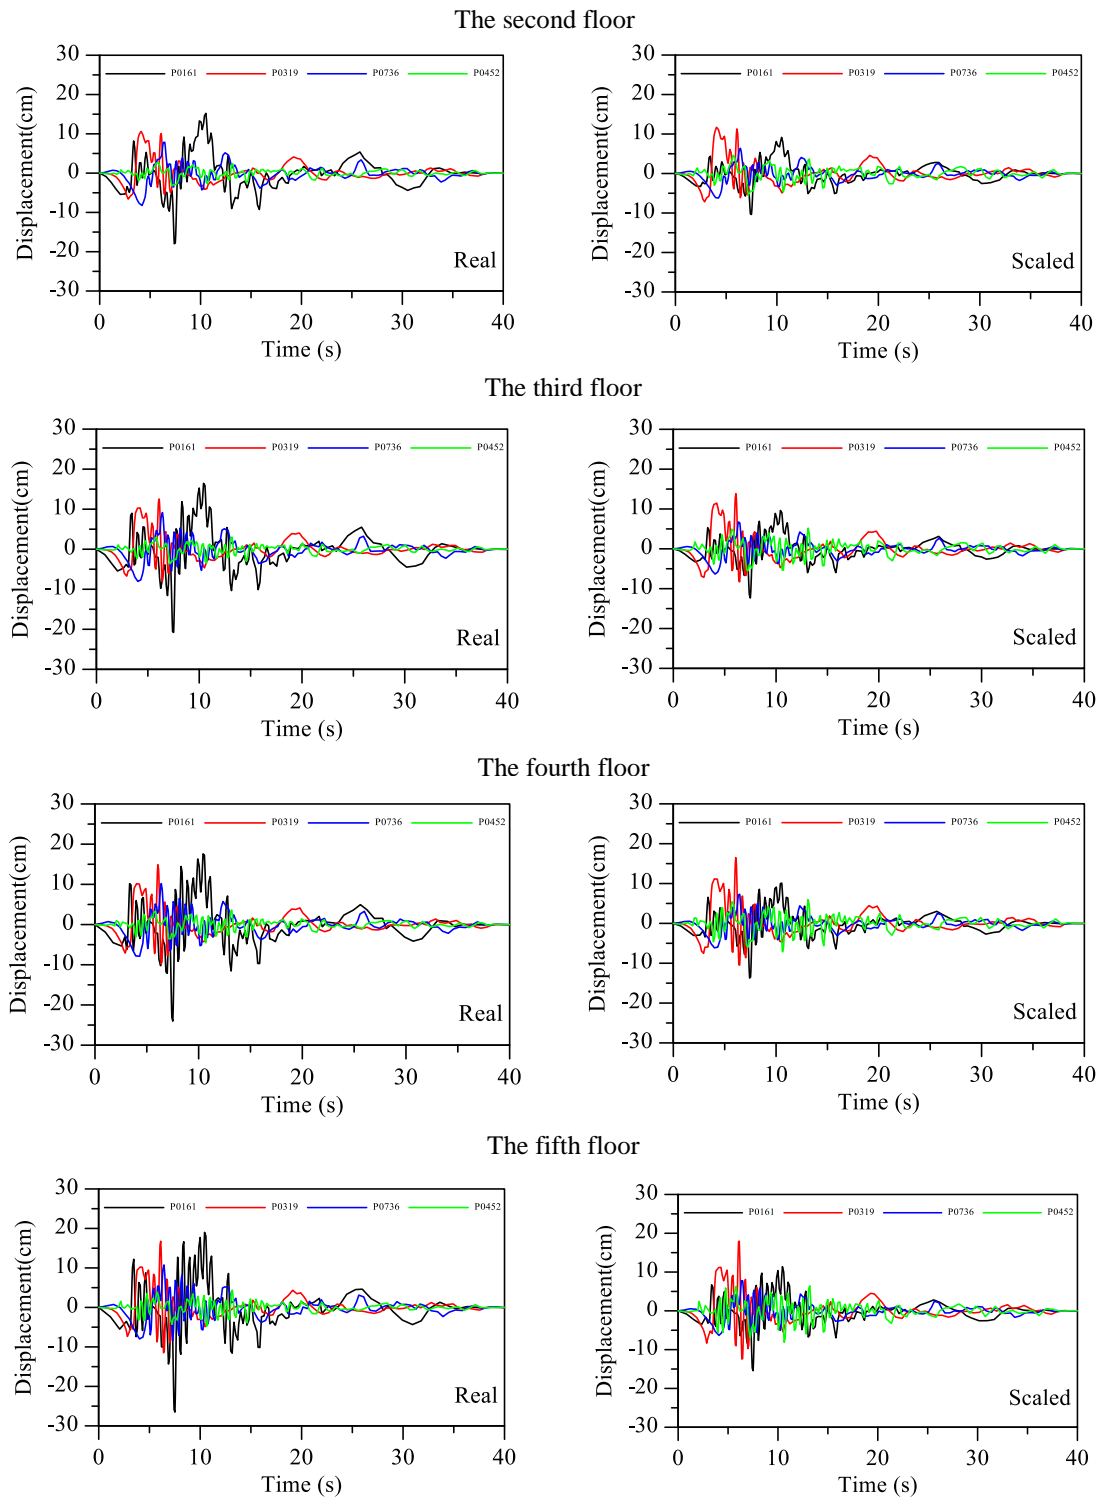 The second floor
30
20
10
0
-10
-20
-30
Displacement(cm)
P0161 P0319 P0736 P0452
Real
0 10 20 30 40
Time (s)
30
20
10
0
-10
-20
-30
Displacement(cm)
P0161 P0319 P0736 P0452
Scaled
0 10 20 30 40
Time (s)
The third floor
30
20
10
0
-10
-20
-30
Displacement(cm)
P0161 P0319 P0736 P0452
Real
0 10 20 30 40
Time (s)
30
20
10
0
-10
-20
-30
Displacement(cm)
P0161 P0319 P0736 P0452
Scaled
0 10 20 30 40
Time (s)
The fourth floor
30
20
10
0
-10
-20
-30
Displacement(cm)
P0161 P0319 P0736 P0452
Real
0 10 20 30 40
Time (s)
30
20
10
0
-10
-20
-30
Displacement(cm)
P0161 P0319 P0736 P0452
Scaled
0 10 20 30 40
Time (s)
The fifth floor
30
20
10
0
-10
-20
-30
Displacement(cm)
P0161 P0319 P0736 P0452
Real
0 10 20 30 40
Time (s)
30
20
10
0
-10
-20
-30
Displacement(cm)
P0161 P0319 P0736 P0452
Scaled
0 10 20 30 40
Time (s)